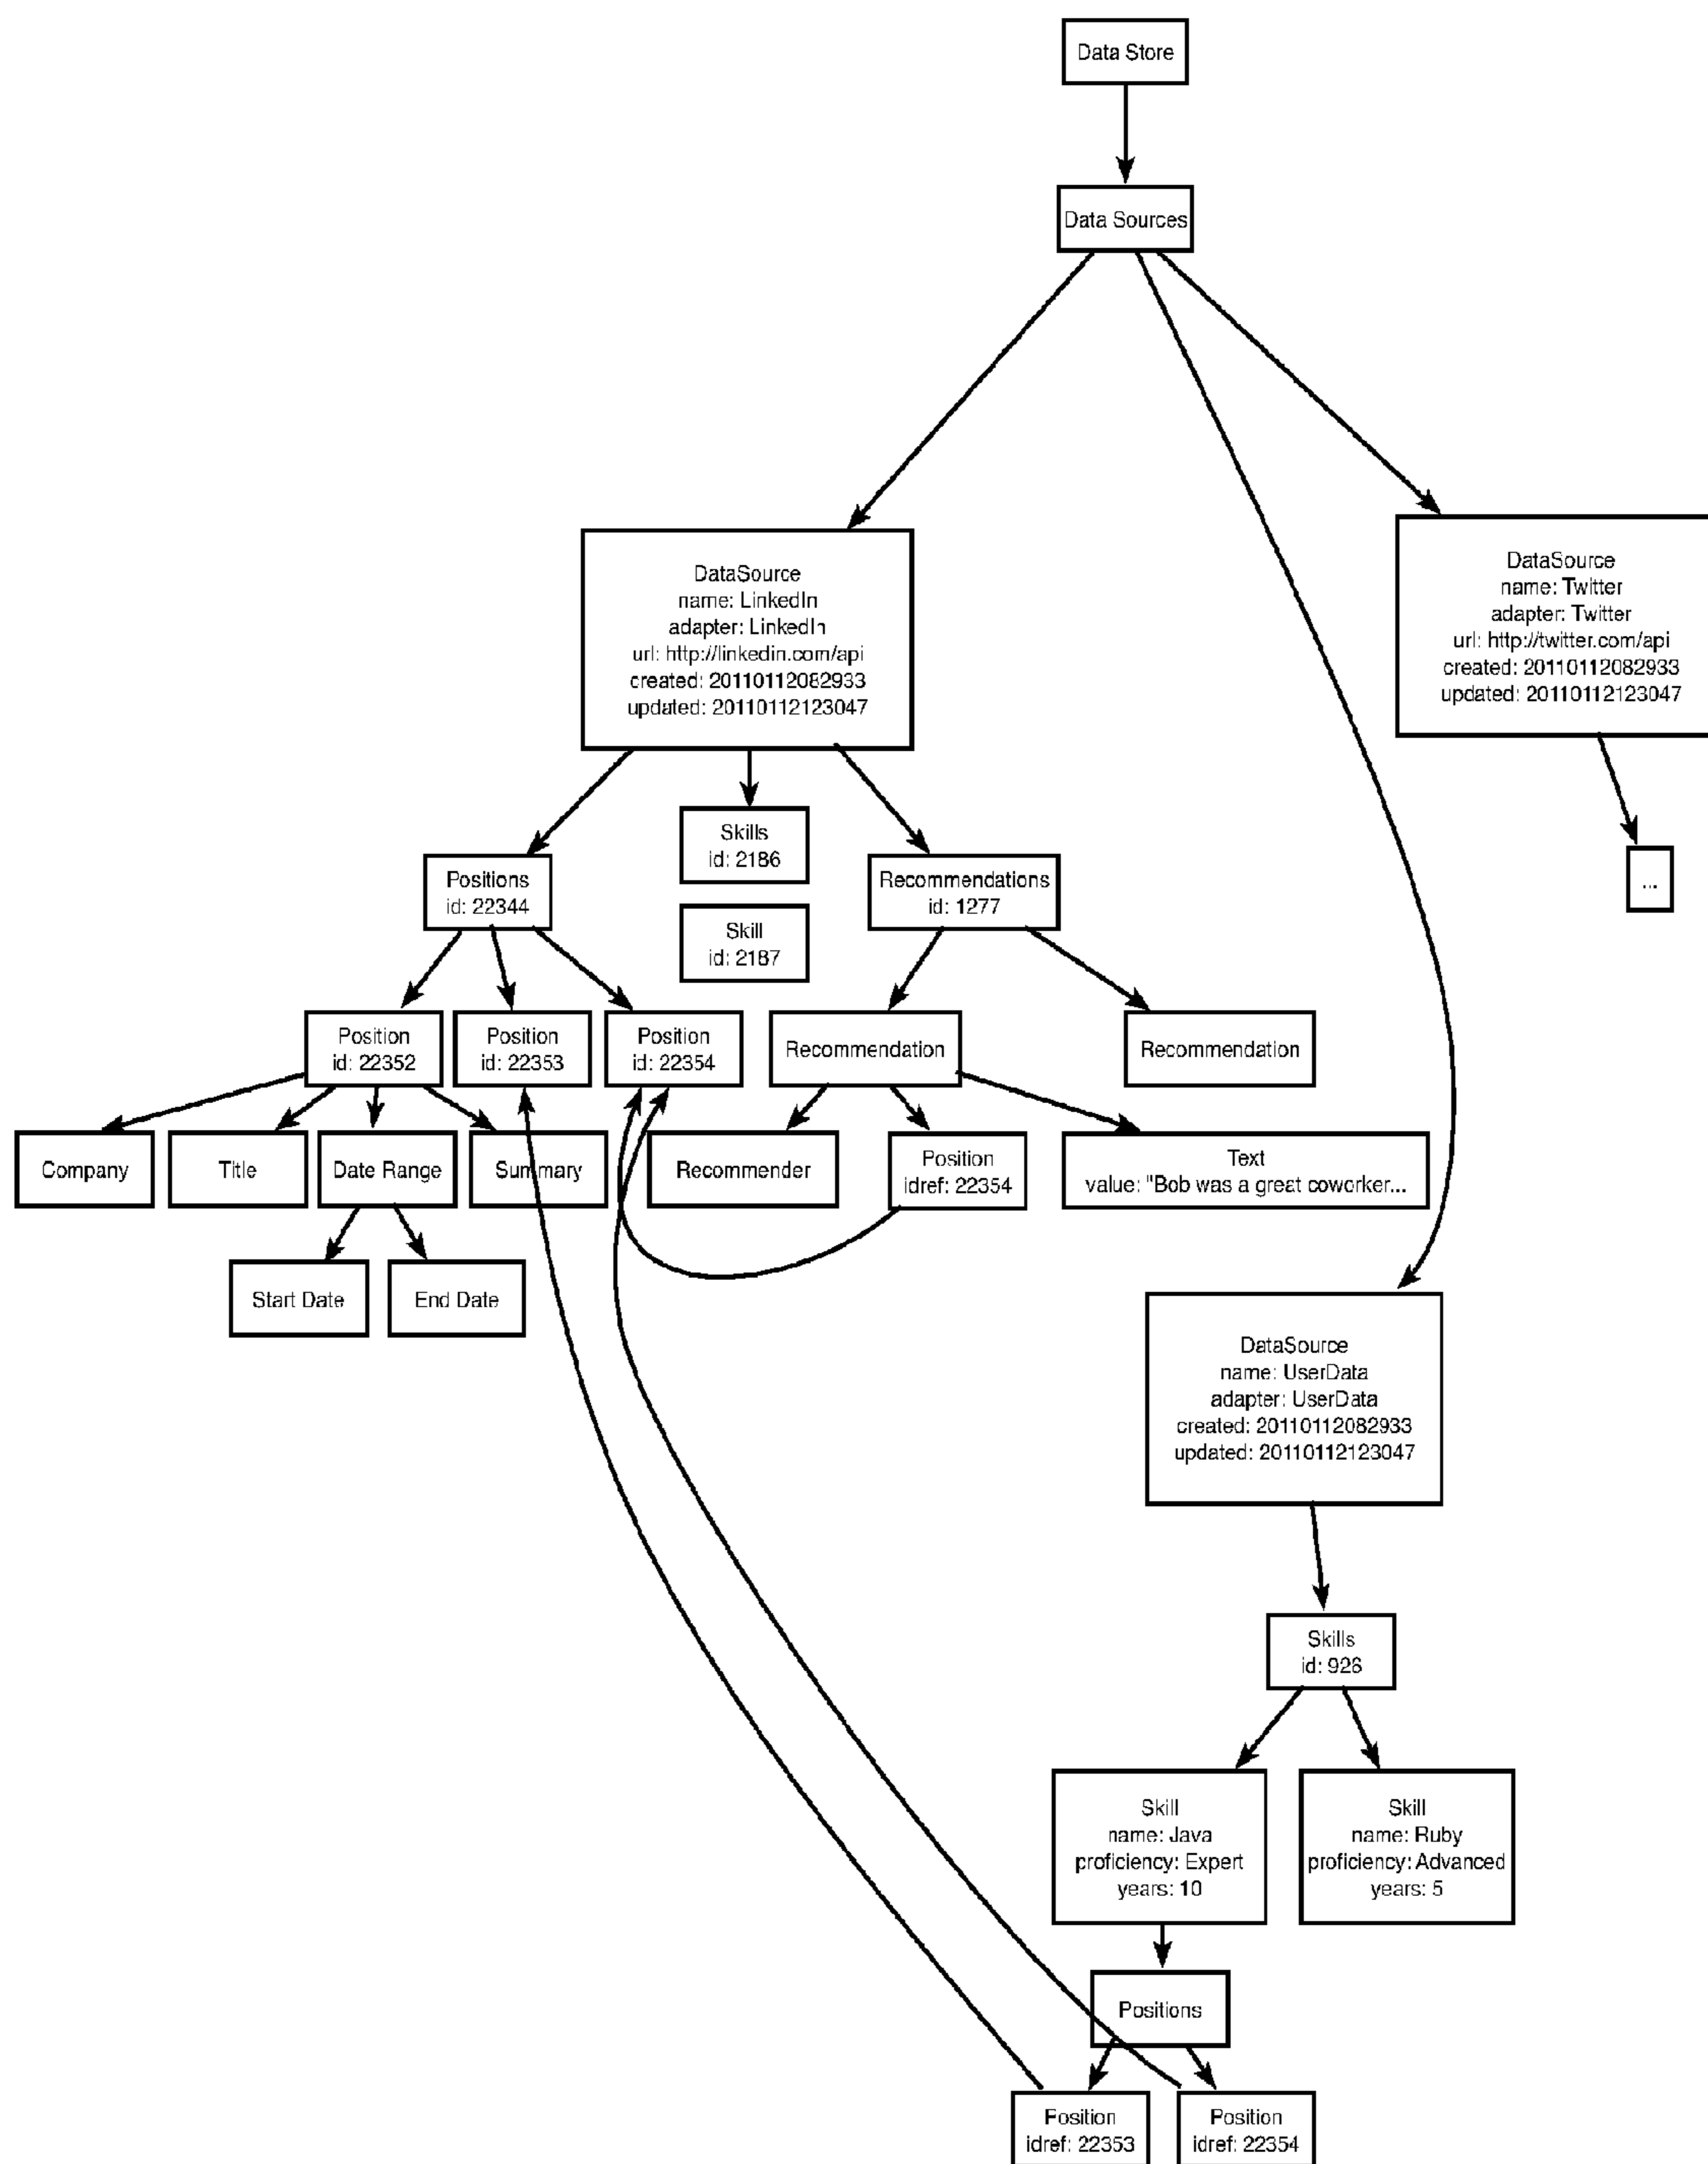 Data Store
Data Sources
DataSource
name: LinkedIn
adapter: LinkedIn
url: http://linkedin.com/api
created: 20110112082933
updated: 20110112123047
DataSource
name: Twitter
adapter: Twitter
url: http://twitter.com/api
created: 20110112082933
updated: 20110112123047
...
Skills
id: 2186
Positions
id: 22344
Recommendations
id: 1277
Skill
id: 2187
Position
id: 22352
Position
id: 22353
Position
id: 22354
Recommendation
Recommendation
Company
Title
Date Range
Summary
Recommender
Position
idref: 22354
Text
value: "Bob was a great coworker...
Start Date
End Date
DataSource
name: UserData
adapter: UserData
created: 20110112082933
updated: 20110112123047
Skills
id: 926
Skill
name: Java
proficiency: Expert
years: 10
Skill
name: Ruby
proficiency: Advanced
years: 5
Positions
Position
idref: 22353
Position
idref: 22354